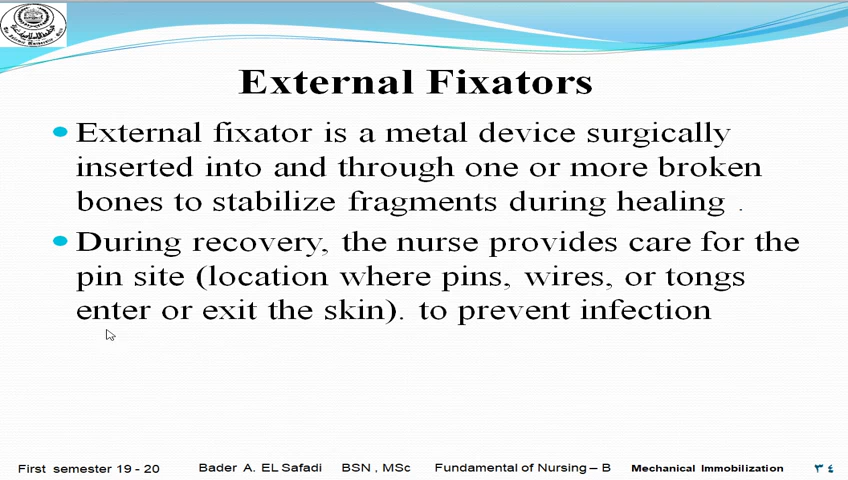 External Fixators
External fixator is a metal device surgically
inserted into and through one or more broken
bones to stabilize fragments during healing .
During recovery, the nurse provides care for the
pin site (location where pins, wires, or tongs
enter or exit the skin). to prevent infection
First semester 19 - 20 Bader A. EL Safadi BSN , MSc Fundamental of Nursing – B Mechanical Immobilization ٣٤